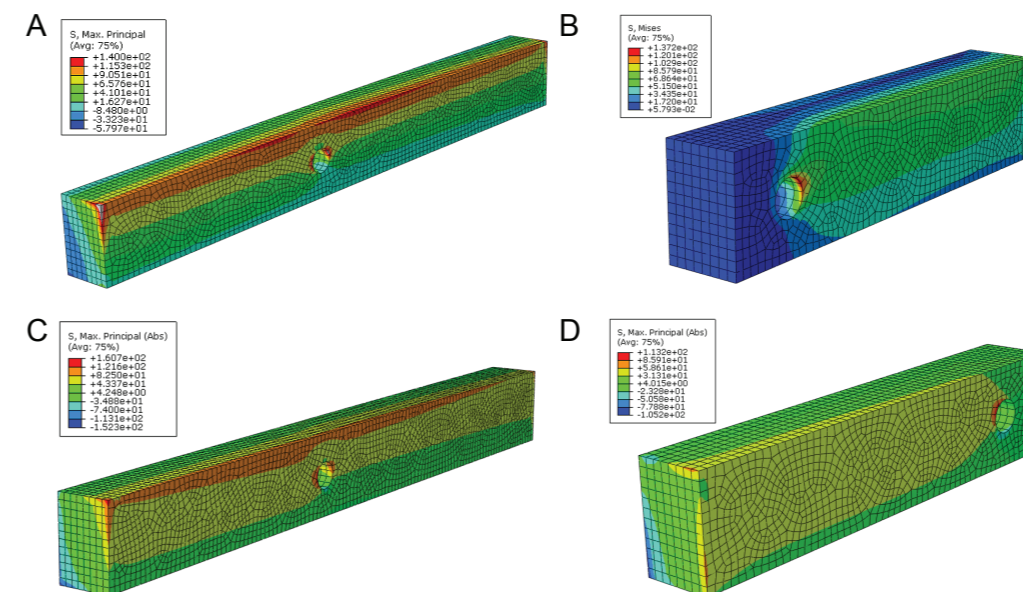 A
S, Max. Principal
(Avg: 75%)
+1.400e+02
+1.153e+02
+9.051e+01
+6.576e+01
+4.101e+01
+1.627e+01
-8.480e+00
-3.323e+01
-5.797e+01
B
S, Mises
(Avg: 75%)
+1.372e+02
+1.201e+02
+1.029e+02
+8.579e+01
+6.864e+01
+5.150e+01
+3.435e+01
+1.720e+01
+5.793e-02
C
S, Max. Principal (Abs)
(Avg: 75%)
+1.607e+02
+1.216e+02
+8.250e+01
+4.337e+01
+4.248e+00
-3.488e+01
-7.400e+01
-1.131e+02
-1.523e+02
D
S, Max. Principal (Abs)
(Avg: 75%)
+1.132e+02
+8.591e+01
+5.861e+01
+3.131e+01
+4.015e+00
-2.328e+01
-5.058e+01
-7.788e+01
-1.052e+02